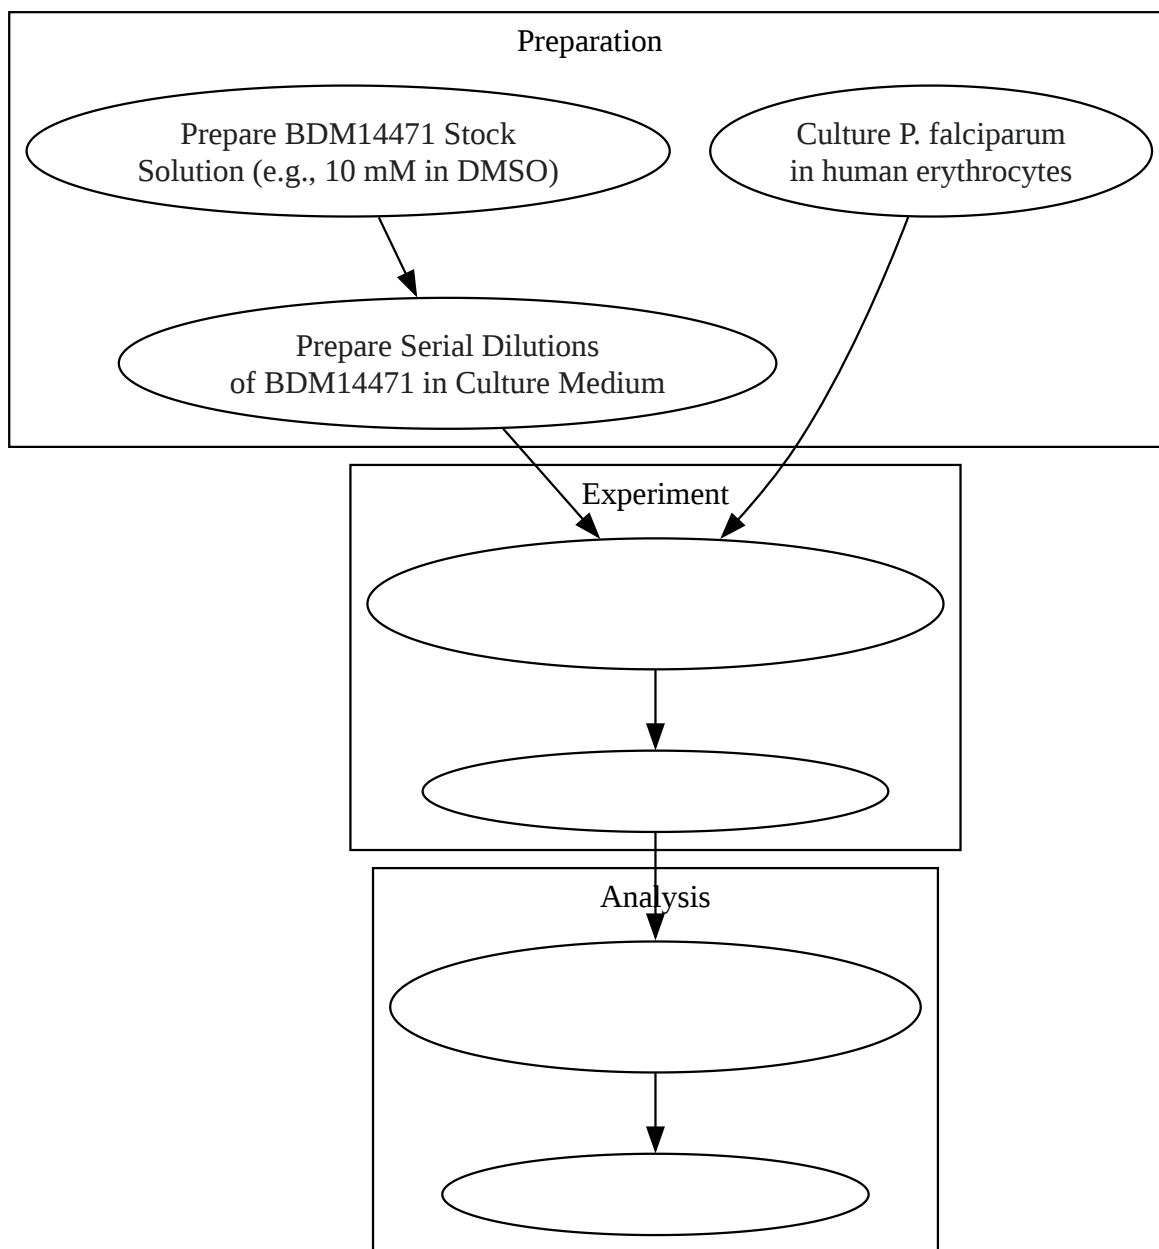 Preparation
Prepare BDM14471 Stock
Solution (e.g., 10 mM in DMSO)
Culture P. falciparum
in human erythrocytes
Prepare Serial Dilutions
of BDM14471 in Culture Medium
Experiment
Analysis